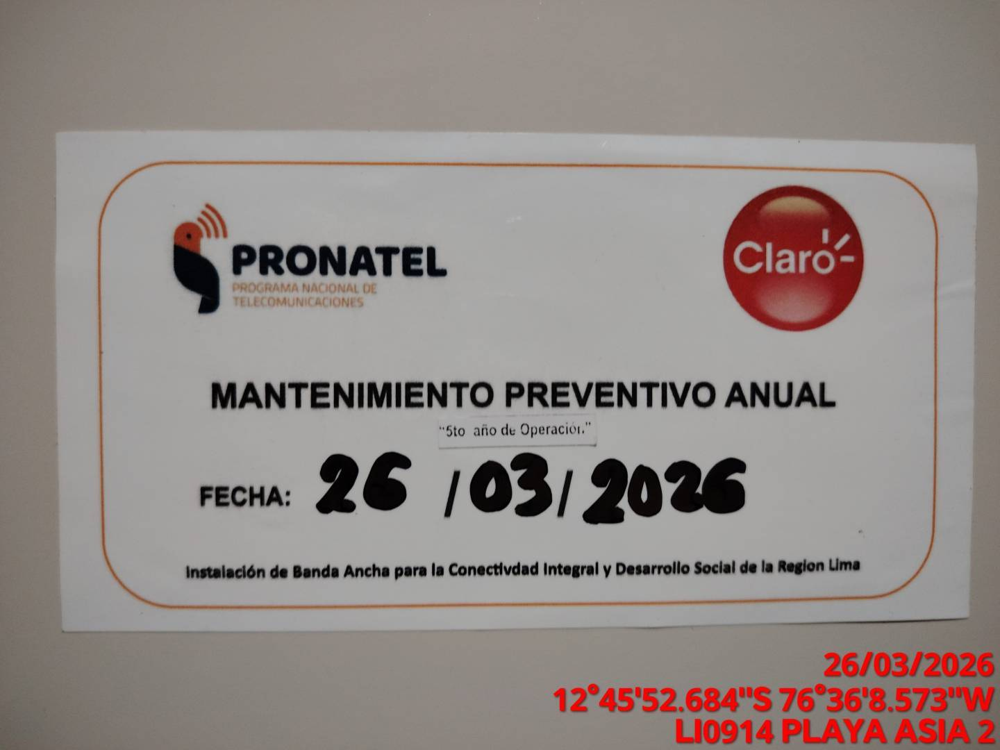 PRONATEL
PROGRAMA NACIONAL DE
TELECOMUNICACIONES
Claro
MANTENIMIENTO PREVENTIVO ANUAL
"5to año de Operación."
FECHA: 26 / 03 / 2026
Instalación de Banda Ancha para la Conectivdad Integral y Desarrollo Social de la Region Lima
26/03/2026
12°45'52.684"S 76°36'8.573"W
LI0914 PLAYA ASIA 2